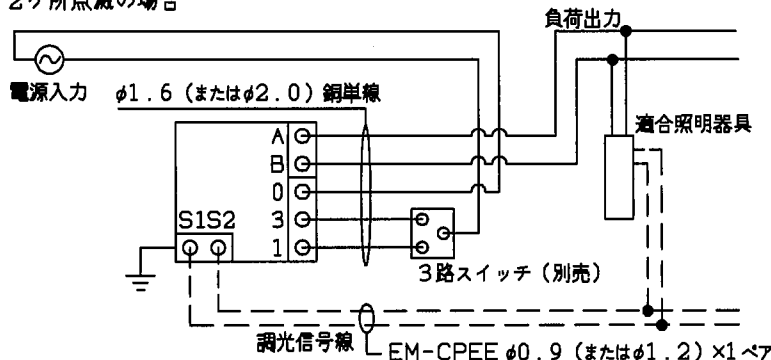 2ヶ所点滅の場合
負荷出力
電源入力
φ1.6（またはφ2.0）銅単線
適合照明器具
A
B
0
3
1
S1S2
3路スイッチ（別売）
調光信号線
EM-CPEE φ0.9（またはφ1.2）×1ペア